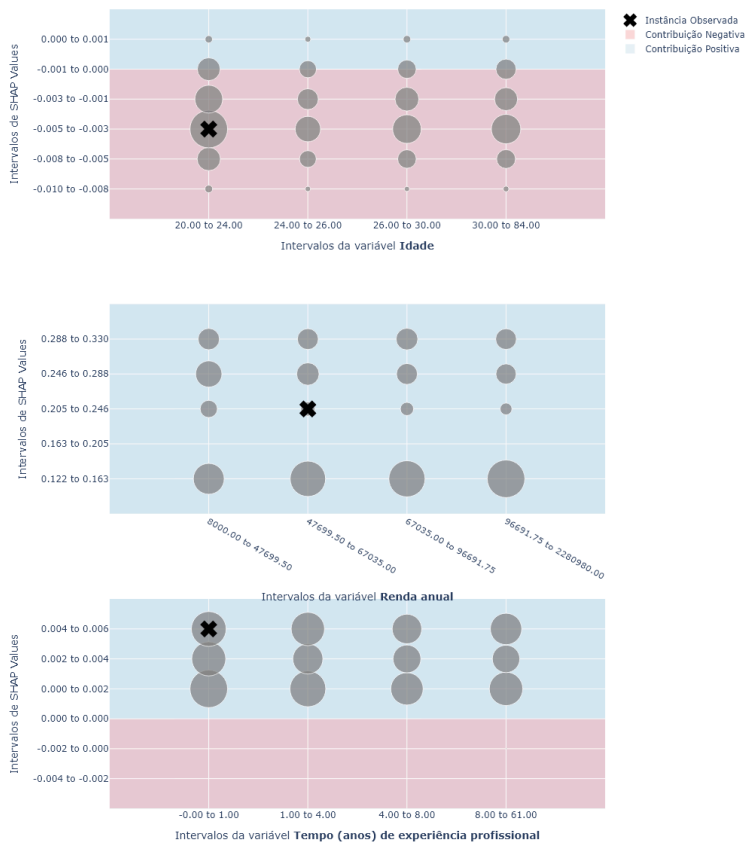 Instância Observada
Contribuição Negativa
Contribuição Positiva
Intervalos de SHAP Values
0.000 to 0.001
-0.001 to 0.000
-0.003 to -0.001
-0.005 to -0.003
-0.008 to -0.005
-0.010 to -0.008
20.00 to 24.00 24.00 to 26.00 26.00 to 30.00 30.00 to 84.00
Intervalos da variável Idade
Intervalos de SHAP Values
0.288 to 0.330
0.246 to 0.288
0.205 to 0.246
0.163 to 0.205
0.122 to 0.163
8000.00 to 47699.50
47699.50 to 67035.00
67035.00 to 96691.75
96691.75 to 2280980.00
Intervalos da variável Renda anual
Intervalos de SHAP Values
0.004 to 0.006
0.002 to 0.004
0.000 to 0.002
0.000 to 0.000
-0.002 to 0.000
-0.004 to -0.002
-0.00 to 1.00 1.00 to 4.00 4.00 to 8.00 8.00 to 61.00
Intervalos da variável Tempo (anos) de experiência profissional